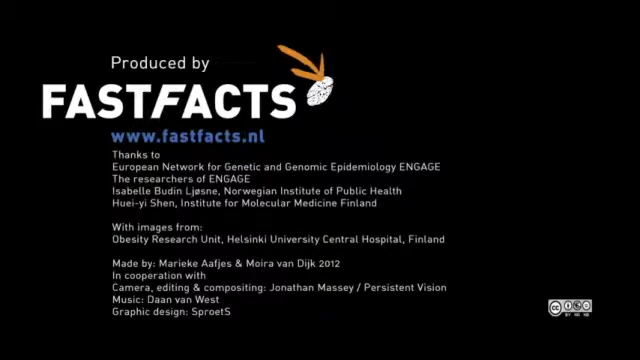 Produced by
FASTFACTS
www.fastfacts.nl
Thanks to
European Network for Genetic and Genomic Epidemiology ENGAGE
The researchers of ENGAGE
Isabelle Budin Ljøsne, Norwegian Institute of Public Health
Huei-yi Shen, Institute for Molecular Medicine Finland
With images from:
Obesity Research Unit, Helsinki University Central Hospital, Finland
Made by: Marieke Aafjes & Moira van Dijk 2012
In cooperation with
Camera, editing & compositing: Jonathan Massey / Persistent Vision
Music: Daan van West
Graphic design: SproetS
cc